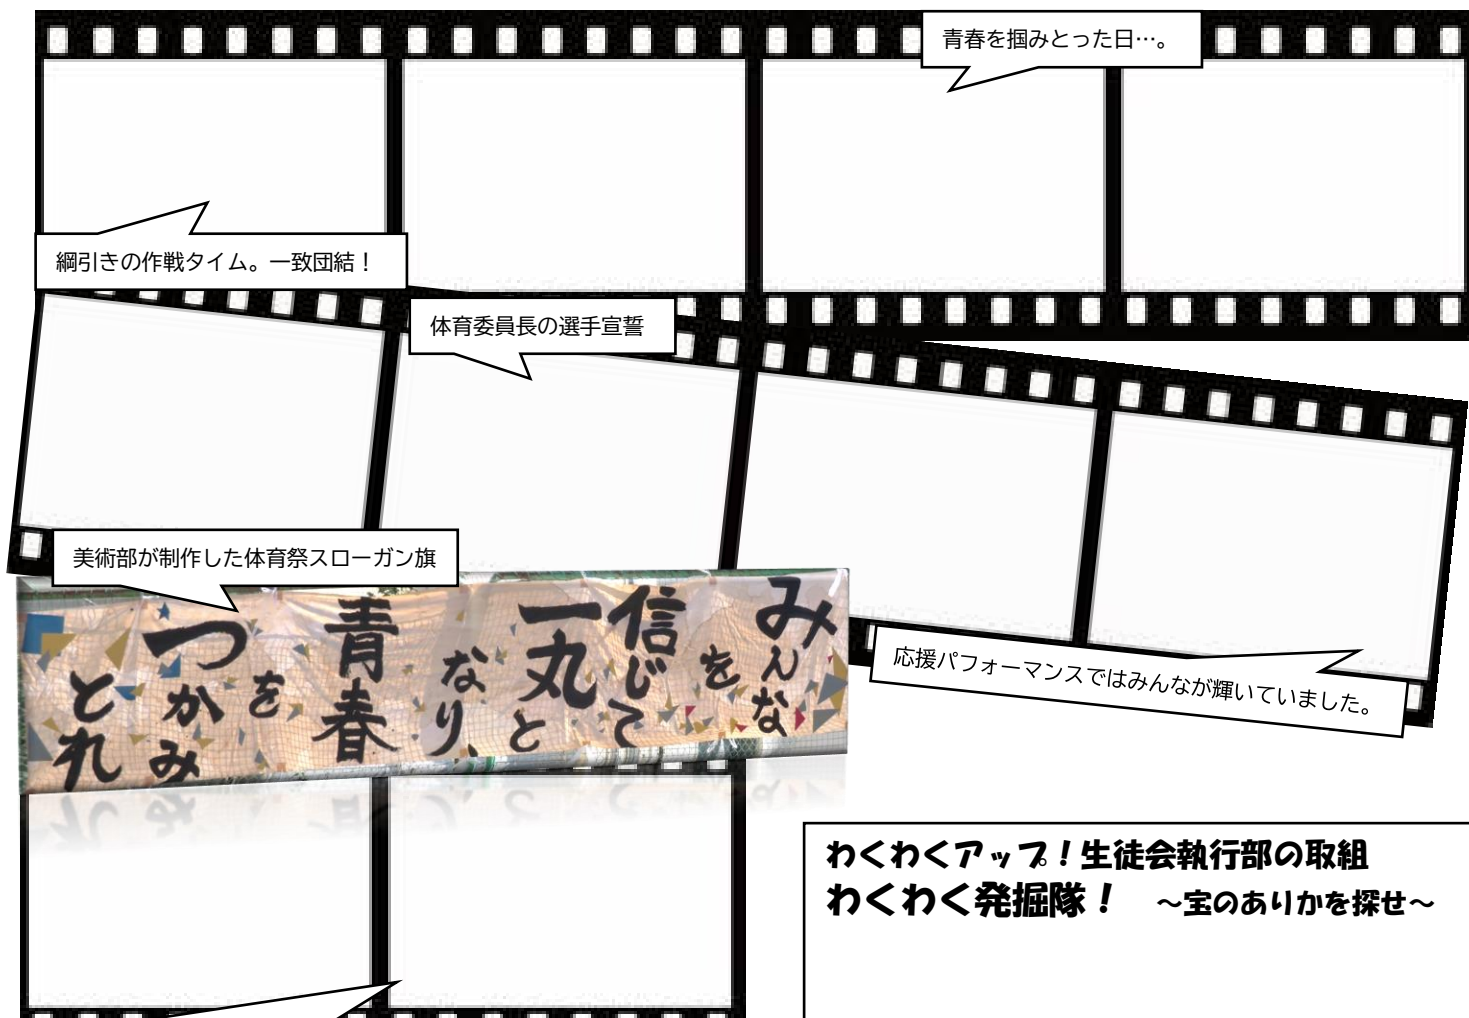 青春を掴みとった日…。
綱引きの作戦タイム。一致団結！
体育委員長の選手宣誓
美術部が制作した体育祭スローガン旗
みんなを
信じて
一丸と
なり、
青春を
つかみ
とれ
応援パフォーマンスではみんなが輝いていました。
わくわくアップ！生徒会執行部の取組
わくわく発掘隊！　～宝のありかを探せ～